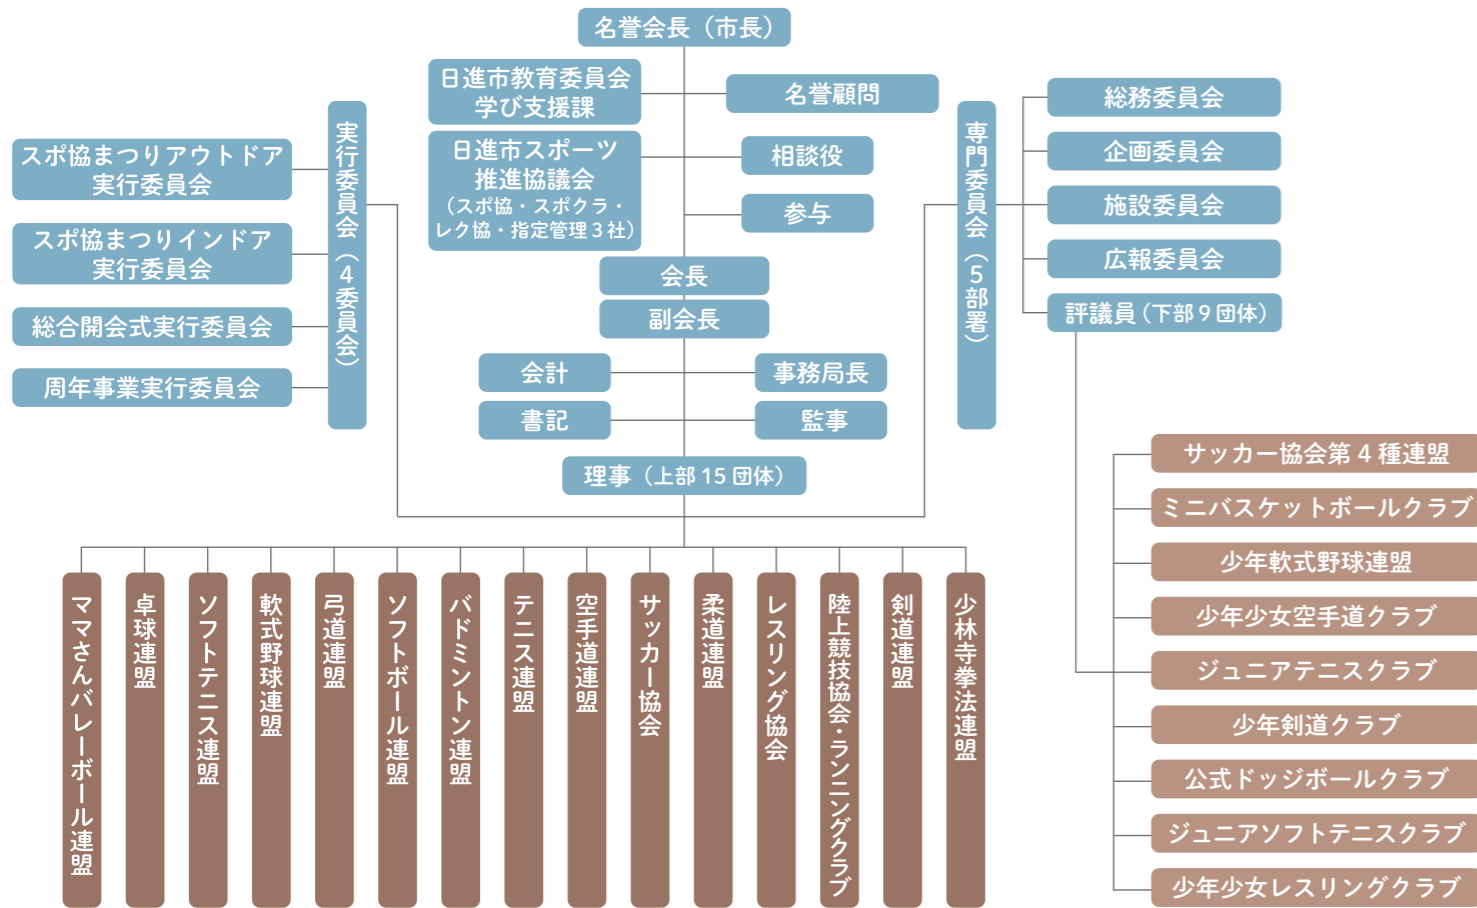 名誉会長（市長）
日進市教育委員会
学び支援課
名誉顧問
日進市スポーツ
推進協議会
（スポ協・スポクラ・
レク協・指定管理３社）
相談役
参与
会長
副会長
会計
事務局長
書記
監事
理事（上部15団体）
実行委員会（４委員会）
スポ協まつりアウトドア
実行委員会
スポ協まつりインドア
実行委員会
総合開会式実行委員会
周年事業実行委員会
専門委員会（５部署）
総務委員会
企画委員会
施設委員会
広報委員会
評議員（下部９団体）
サッカー協会第４種連盟
ミニバスケットボールクラブ
少年軟式野球連盟
少年少女空手道クラブ
ジュニアテニスクラブ
少年剣道クラブ
公式ドッジボールクラブ
ジュニアソフトテニスクラブ
少年少女レスリングクラブ
ママさんバレーボール連盟
卓球連盟
ソフトテニス連盟
軟式野球連盟
弓道連盟
ソフトボール連盟
バドミントン連盟
テニス連盟
空手道連盟
サッカー協会
柔道連盟
レスリング協会
陸上競技協会・ランニングクラブ
剣道連盟
少林寺拳法連盟